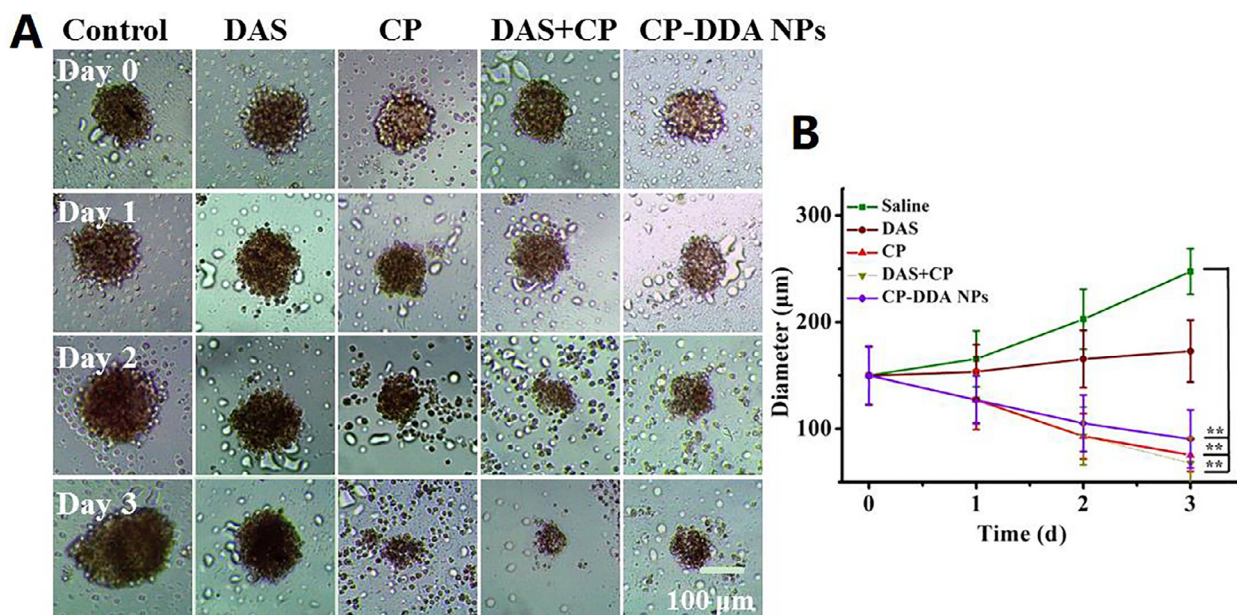 A
Control DAS CP DAS+CP CP-DDA NPs
Day 0
Day 1
Day 2
Day 3
100 μm
B
Saline
DAS
CP
DAS+CP
CP-DDA NPs
300
200
100
Diameter (μm)
**
**
**
0 1 2 3
Time (d)